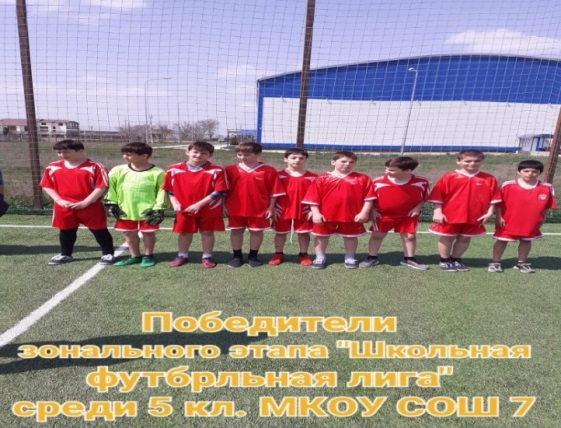 Победители
зонального этапа "Школьная
футбрльная лига"
среди 5 кл. МКОУ СОШ 7